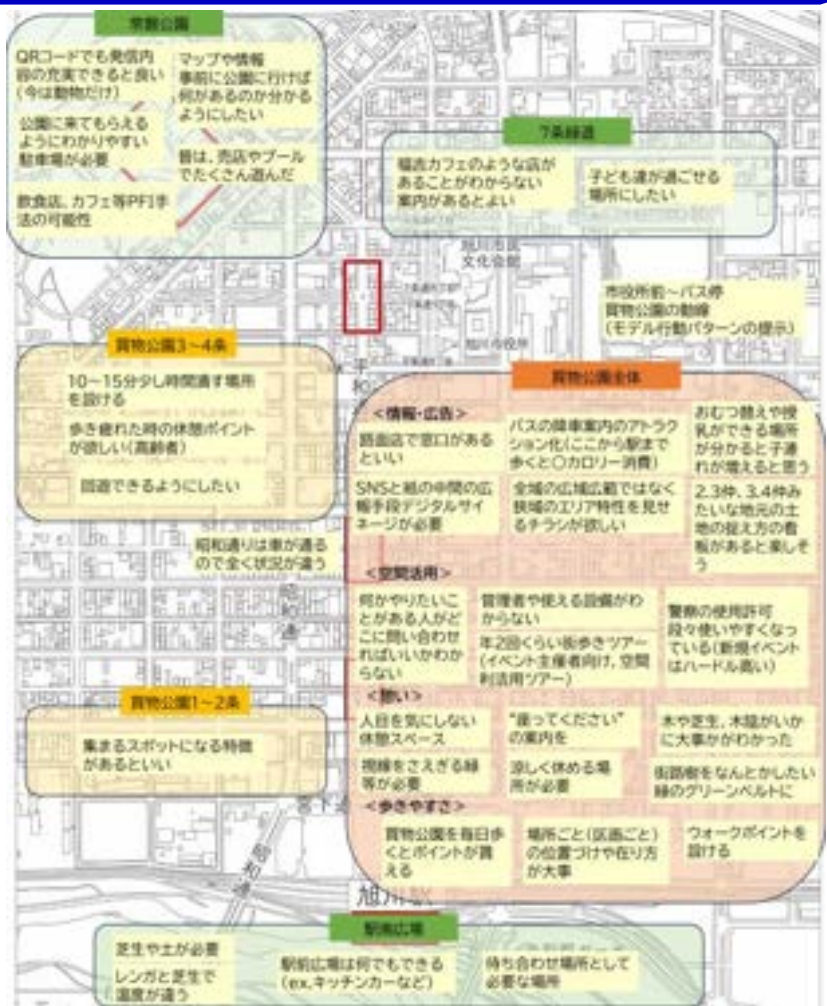 常磐公園
QRコードでも発信内
容の充実できると良い
(今は動物だけ)
マップや情報
事前に公園に行けば
何があるのか分かる
ようにしたい
公園に来てもらえる
ようにわかりやすい
駐車場が必要
昔は、売店やプール
でたくさん遊んだ
飲食店、カフェ等PFI手
法の可能性
7条緑道
福吉カフェのような店が
あることがわからない
案内があるとよい
子ども達が過ごせる
場所にしたい
旭川市民
文化会館
旭川市役所
市役所前～バス停
買物公園の動線
(モデル行動パターンの提示)
買物公園3～4条
10～15分少し時間潰す場所
を設ける
歩き疲れた時の休憩ポイント
が欲しい(高齢者)
回遊できるようにしたい
昭和通りは車が通る
ので全く状況が違う
買物公園全体
<情報・広告>
路面店で窓口がある
といい
バスの降車案内のアトラク
ション化(ここから駅まで
歩くと〇カロリー消費)
おむつ替えや授
乳ができる場所
が分かると子連
れが増えると思う
SNSと紙の中間の広
報手段デジタルサイ
ネージが必要
全域の広域広範ではなく
狭域のエリア特性を見せ
るチラシが欲しい
2.3仲、3.4仲み
たいな地元の土
地の捉え方の看
板があると楽しそ
う
<空間活用>
何かやりたいこ
とがある人がど
こに問い合わせ
ればいいかわか
らない
管理者や使える設備がわ
からない
年2回くらい街歩きツアー
(イベント主催者向け、空間
利活用ツアー)
警察の使用許可
段々使いやすくなっ
ている(新規イベント
はハードル高い)
<憩い>
人目を気にしない
休憩スペース
"座ってください"
の案内を
木や芝生、木陰がいか
に大事かがわかった
視線をさえぎる緑
等が必要
涼しく休める場
所が必要
街路樹をなんとかしたい
緑のグリーンベルトに
<歩きやすさ>
買物公園を毎日歩
くとポイントが貰
える
場所ごと(区画ごと)
の位置づけや在り方
が大事
ウォークポイントを
設ける
買物公園1～2条
集まるスポットになる特徴
があるといい
昭和通
宮下通
昭和通
旭川駅
駅南広場
芝生や土が必要
レンガと芝生で
温度が違う
駅前広場は何でもできる
(ex.キッチンカーなど)
待ち合わせ場所として
必要な場所